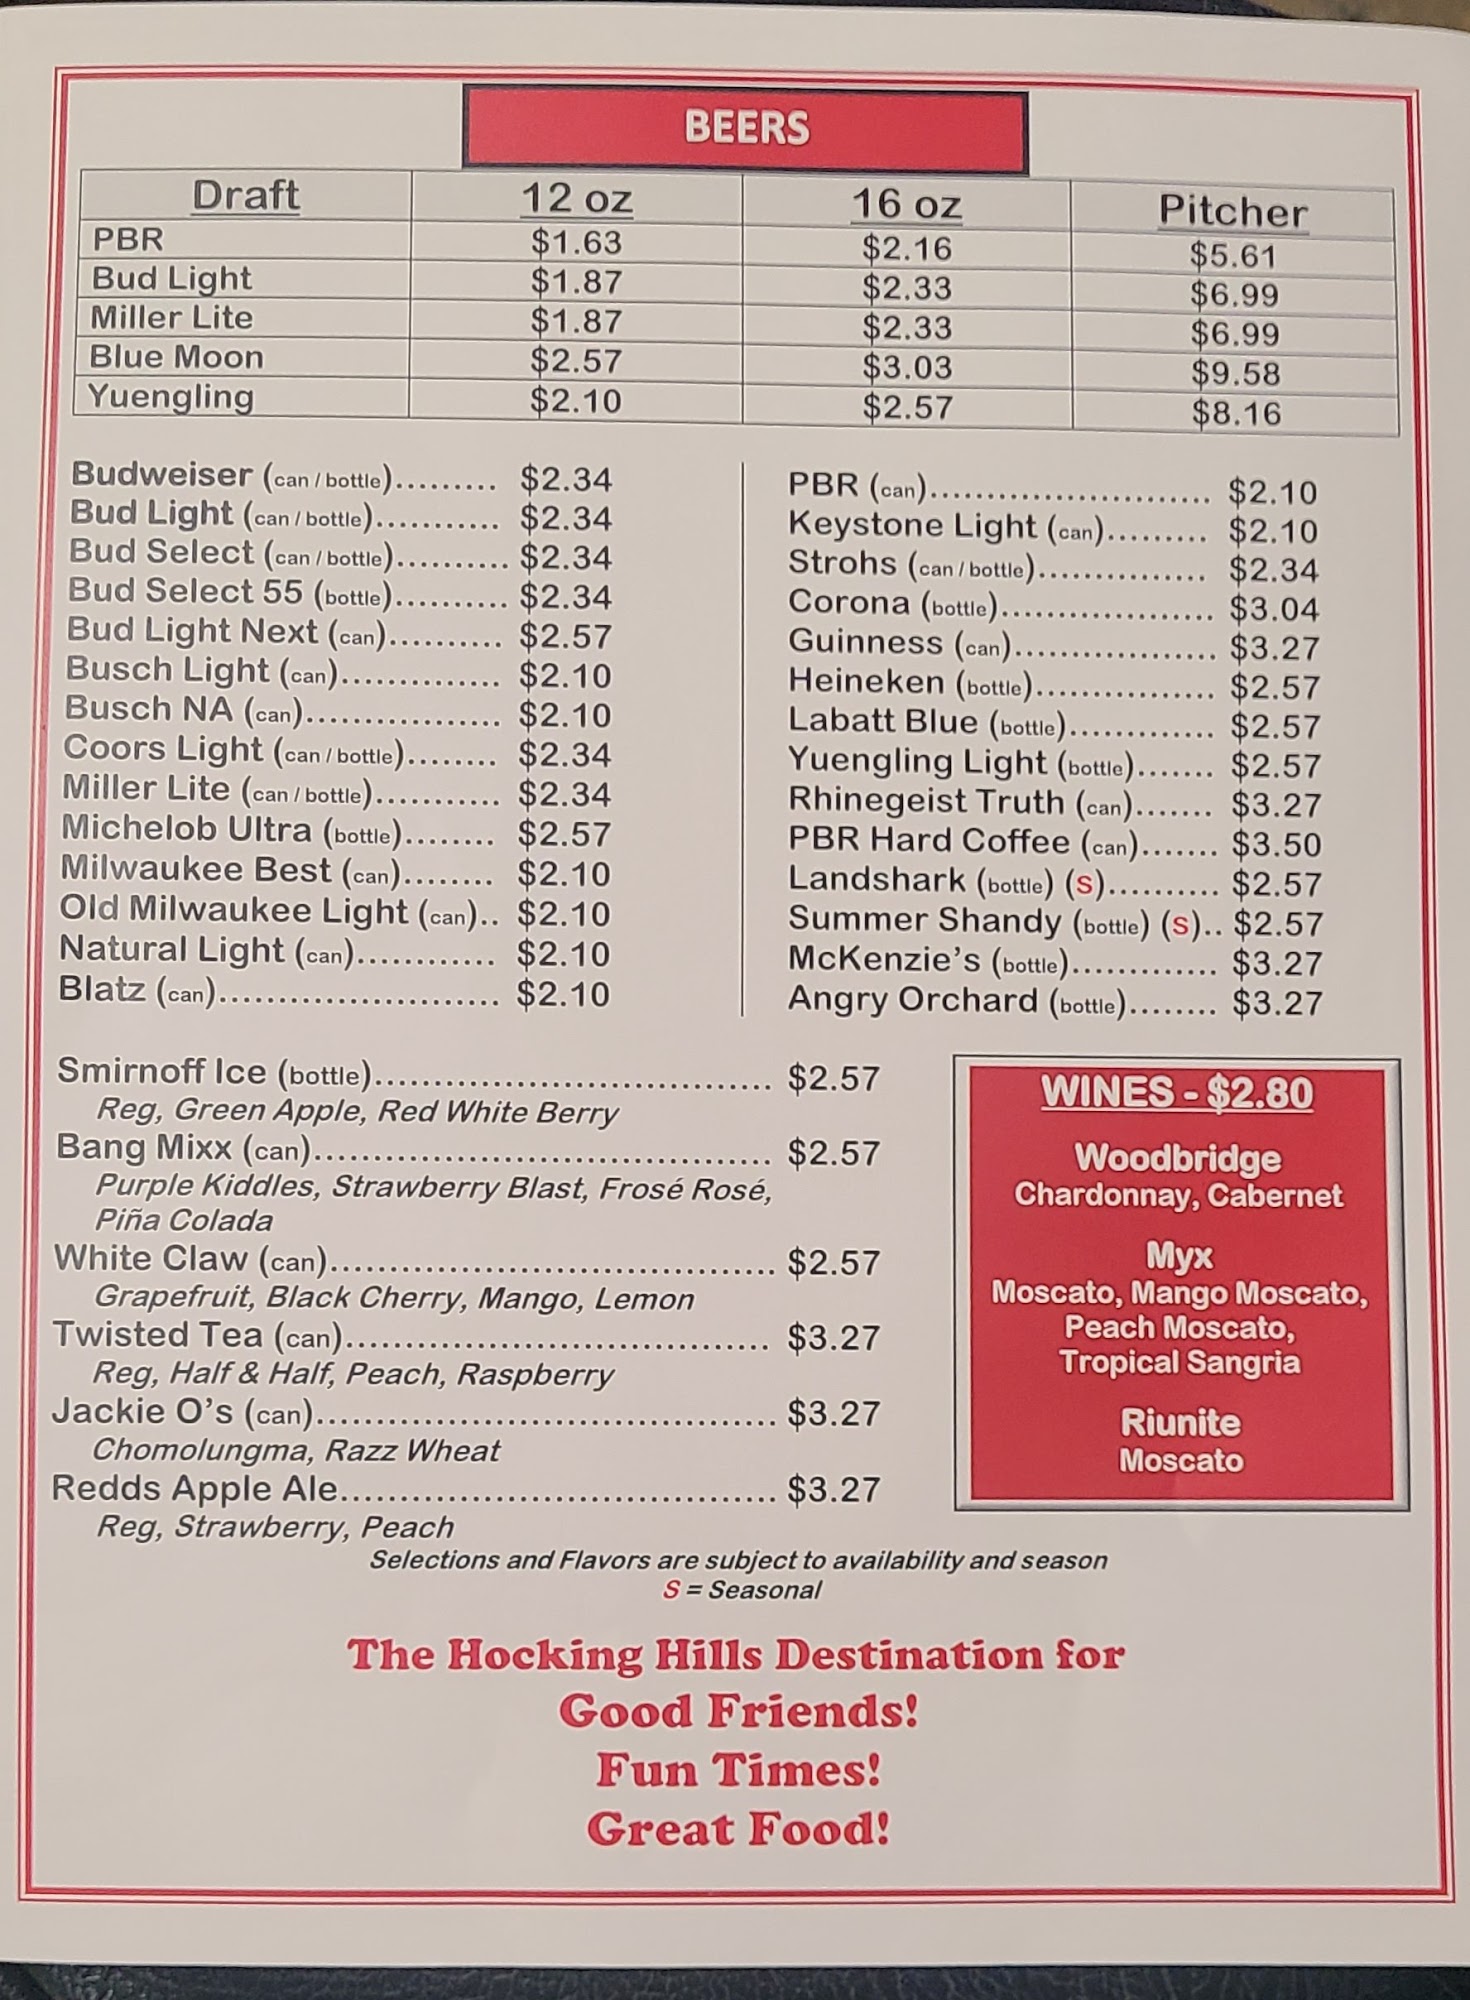 BEERS
Draft 12 oz 16 oz Pitcher
PBR $1.63 $2.16 $5.61
Bud Light $1.87 $2.33 $6.99
Miller Lite $1.87 $2.33 $6.99
Blue Moon $2.57 $3.03 $9.58
Yuengling $2.10 $2.57 $8.16
Budweiser (can / bottle)......... $2.34
Bud Light (can / bottle)........... $2.34
Bud Select (can / bottle).......... $2.34
Bud Select 55 (bottle).......... $2.34
Bud Light Next (can).......... $2.57
Busch Light (can).............. $2.10
Busch NA (can)................. $2.10
Coors Light (can / bottle)........ $2.34
Miller Lite (can / bottle)........... $2.34
Michelob Ultra (bottle)........ $2.57
Milwaukee Best (can)........ $2.10
Old Milwaukee Light (can).. $2.10
Natural Light (can)............ $2.10
Blatz (can)........................ $2.10
PBR (can)......................... $2.10
Keystone Light (can)......... $2.10
Strohs (can / bottle)............... $2.34
Corona (bottle)................... $3.04
Guinness (can).................. $3.27
Heineken (bottle)................ $2.57
Labatt Blue (bottle)............. $2.57
Yuengling Light (bottle)....... $2.57
Rhinegeist Truth (can)....... $3.27
PBR Hard Coffee (can)....... $3.50
Landshark (bottle) (S).......... $2.57
Summer Shandy (bottle) (S).. $2.57
McKenzie's (bottle)............. $3.27
Angry Orchard (bottle)........ $3.27
Smirnoff Ice (bottle).................................. $2.57
Reg, Green Apple, Red White Berry
Bang Mixx (can)....................................... $2.57
Purple Kiddles, Strawberry Blast, Frosé Rosé,
Piña Colada
White Claw (can)...................................... $2.57
Grapefruit, Black Cherry, Mango, Lemon
Twisted Tea (can).................................... $3.27
Reg, Half & Half, Peach, Raspberry
Jackie O's (can)....................................... $3.27
Chomolungma, Razz Wheat
Redds Apple Ale..................................... $3.27
Reg, Strawberry, Peach
WINES - $2.80
Woodbridge
Chardonnay, Cabernet
Myx
Moscato, Mango Moscato,
Peach Moscato,
Tropical Sangria
Riunite
Moscato
Selections and Flavors are subject to availability and season
S = Seasonal
The Hocking Hills Destination for
Good Friends!
Fun Times!
Great Food!